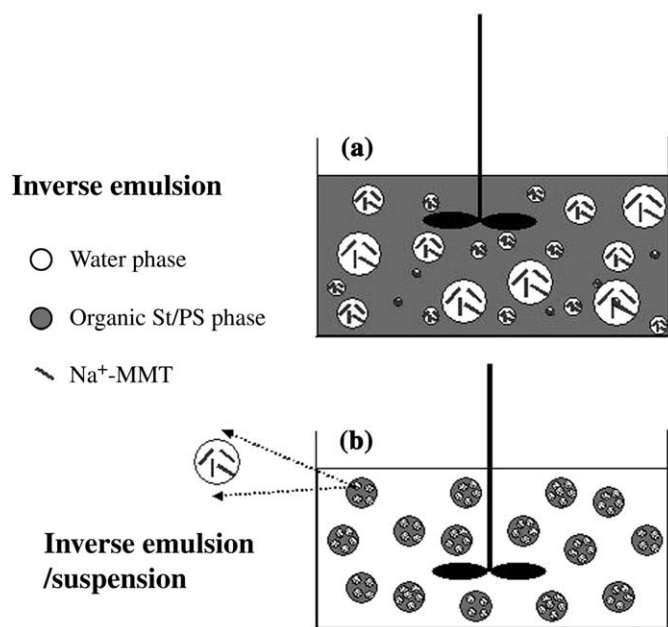 (a)
Inverse emulsion
Water phase
Organic St/PS phase
Na⁺-MMT
(b)
Inverse emulsion
/suspension